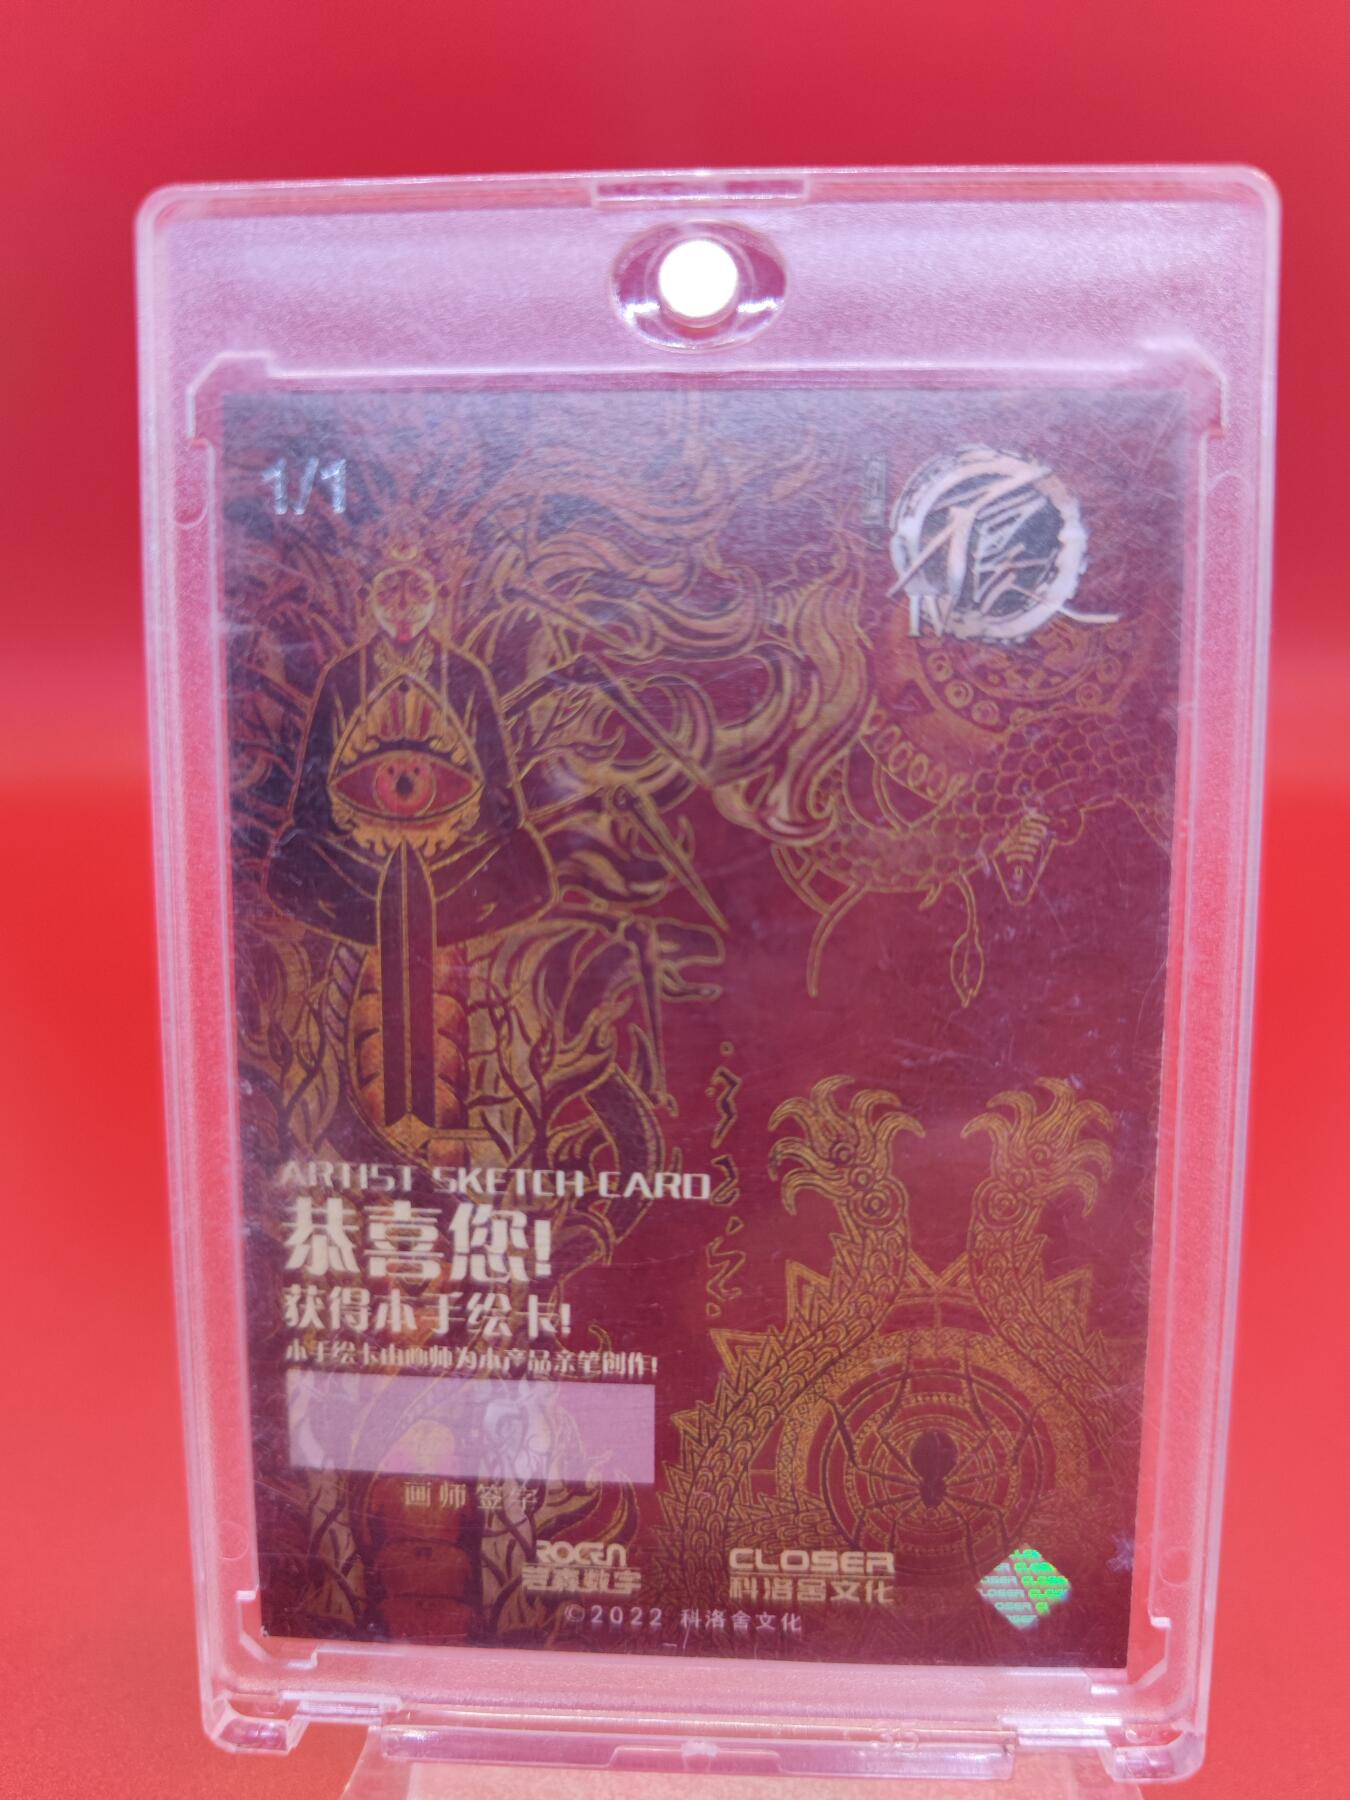 1/1
IV
ARTIST SKETCH CARD
恭喜您!
获得本手绘卡!
本手绘卡由画师为本产品亲笔创作!
画师签字
ROCEN
CLOSER
科洛舍文化
©2022 科洛舍文化